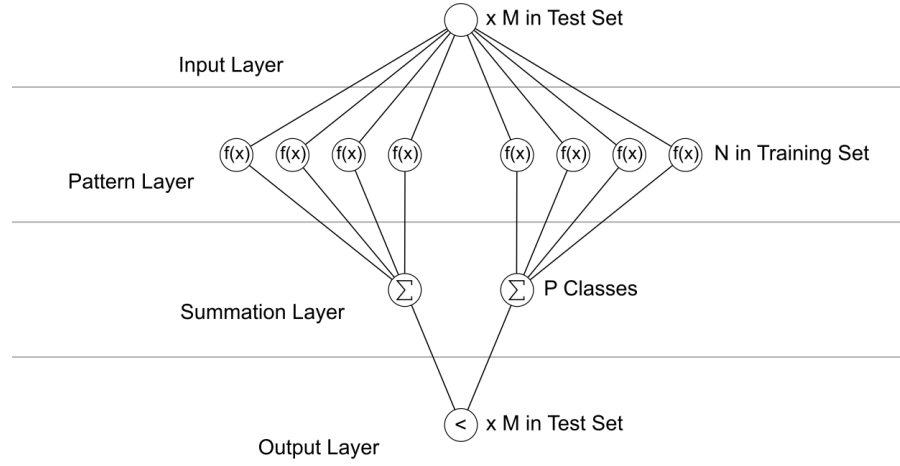 x M in Test Set
Input Layer
f(x) f(x) f(x) f(x) f(x) f(x) f(x) f(x) N in Training Set
Pattern Layer
∑ ∑ P Classes
Summation Layer
< x M in Test Set
Output Layer